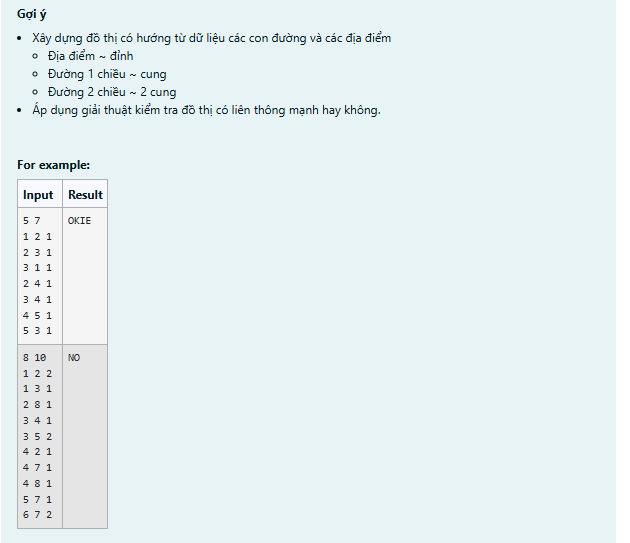 Gợi ý
Xây dựng đồ thị có hướng từ dữ liệu các con đường và các địa điểm
Địa điểm ~ đỉnh
Đường 1 chiều ~ cung
Đường 2 chiều ~ 2 cung
Áp dụng giải thuật kiểm tra đồ thị có liên thông mạnh hay không.
For example:
Input Result
5 7 OKIE
1 2 1
2 3 1
3 1 1
2 4 1
3 4 1
4 5 1
5 3 1
8 10 NO
1 2 2
1 3 1
2 8 1
3 4 1
3 5 2
4 2 1
4 7 1
4 8 1
5 7 1
6 7 2